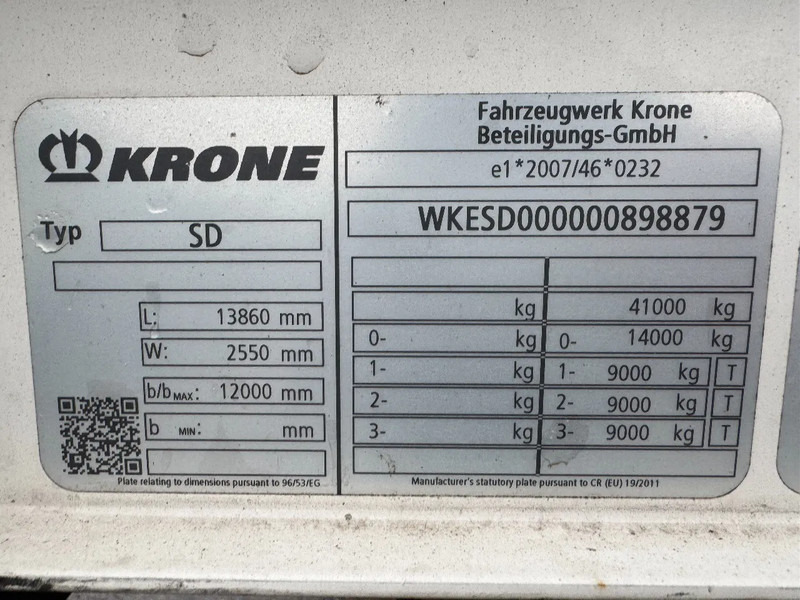 KRONE
Typ SD
L: 13860 mm
W: 2550 mm
b/b MAX: 12000 mm
b MIN: mm
Plate relating to dimensions pursuant to 96/53/EG
Fahrzeugwerk Krone
Beteiligungs-GmbH
e1*2007/46*0232
WKESD000000898879
kg 41000 kg
0- kg 0- 14000 kg
1- kg 1- 9000 kg T
2- kg 2- 9000 kg T
3- kg 3- 9000 kg T
Manufacturer's statutory plate pursuant to CR (EU) 19/2011